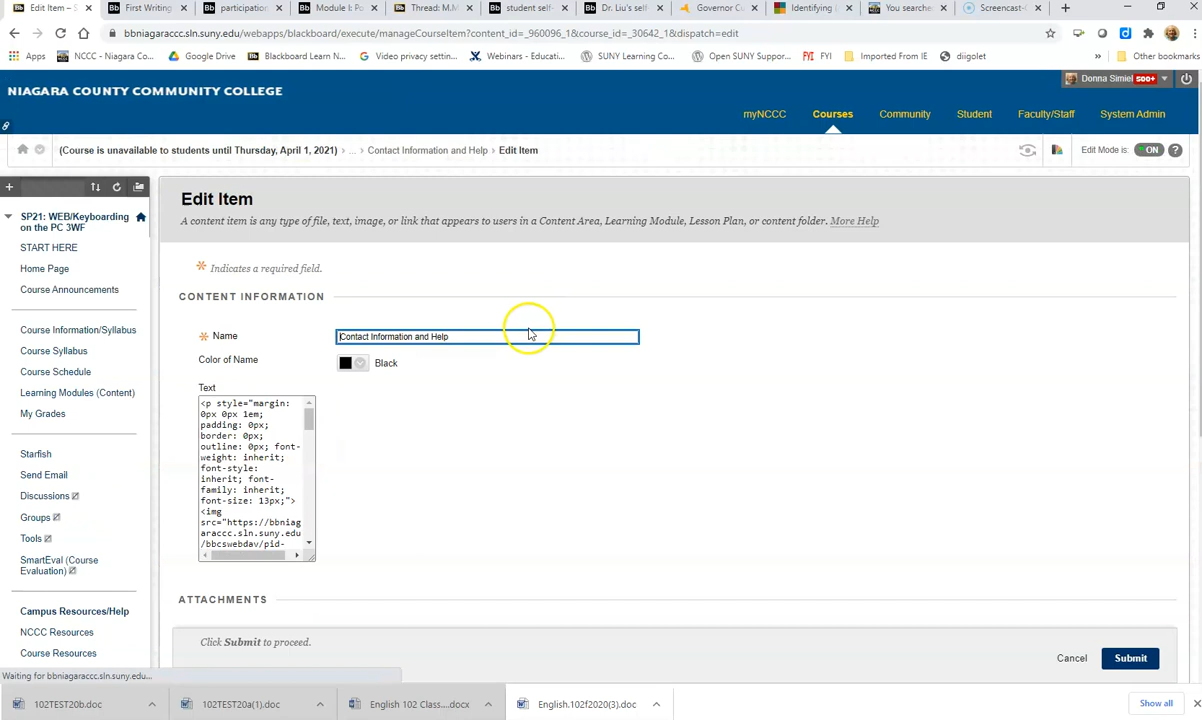 Edit Item –
First Writing
participation
Module I: Po
Thread: M.M
student self-
Dr. Liu's self-
Governor Cu
Identifying
You searche
Screencast-C
bbniagaraccc.sln.suny.edu/webapps/blackboard/execute/manageCourseItem?content_id=_960096_1&course_id=_30642_1&dispatch=edit
Apps
NCCC - Niagara Co...
Google Drive
Blackboard Learn N...
Video privacy setti...
Webinars - Educati...
SUNY Learning Co...
Open SUNY Suppor...
FYI
Imported From IE
diigolet
»
Other bookmarks
NIAGARA COUNTY COMMUNITY COLLEGE
Donna Simiel 500+
myNCCC
Courses
Community
Student
Faculty/Staff
System Admin
(Course is unavailable to students until Thursday, April 1, 2021) › ... › Contact Information and Help › Edit Item
Edit Mode is: ON ?
SP21: WEB/Keyboarding
on the PC 3WF
START HERE
Home Page
Course Announcements
Course Information/Syllabus
Course Syllabus
Course Schedule
Learning Modules (Content)
My Grades
Starfish
Send Email
Discussions
Groups
Tools
SmartEval (Course
Evaluation)
Campus Resources/Help
NCCC Resources
Course Resources
Edit Item
A content item is any type of file, text, image, or link that appears to users in a Content Area, Learning Module, Lesson Plan, or content folder. More Help
* Indicates a required field.
CONTENT INFORMATION
* Name
Contact Information and Help
Color of Name
Black
Text
<p style="margin:
0px 0px 1em;
padding: 0px;
border: 0px;
outline: 0px; font-
weight: inherit;
font-style:
inherit; font-
family: inherit;
font-size: 13px;">
<img
src="https://bbniag
araccc.sln.suny.edu
/bbcswebdav/pid-
ATTACHMENTS
Click Submit to proceed.
Cancel
Submit
Waiting for bbniagaraccc.sln.suny.edu...
102TEST20b.doc
102TEST20a(1).doc
English 102 Class....docx
English.102f2020(3).doc
Show all